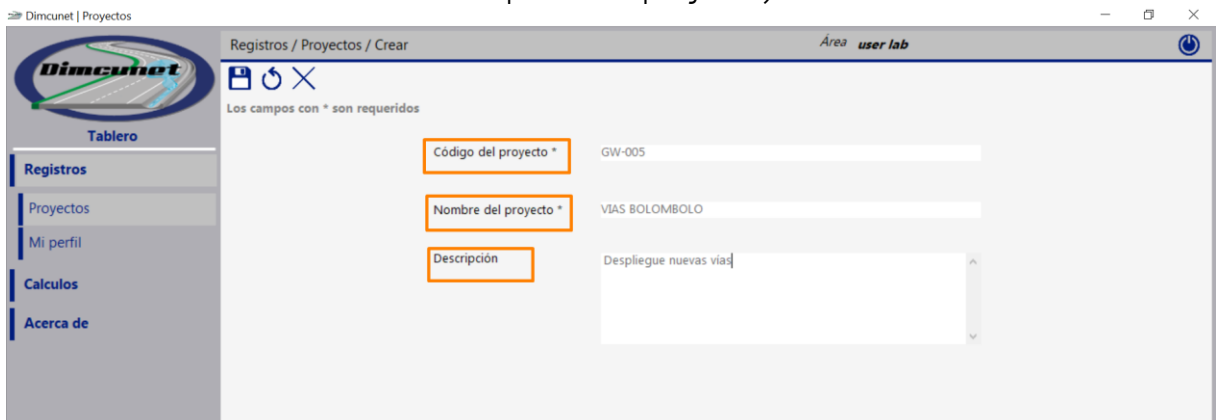 Dimcunet | Proyectos
Registros / Proyectos / Crear
Área user lab
Dimcunet
Los campos con * son requeridos
Tablero
Código del proyecto * GW-005
Registros
Proyectos
Nombre del proyecto * VIAS BOLOMBOLO
Mi perfil
Descripción Despliegue nuevas vías
Calculos
Acerca de